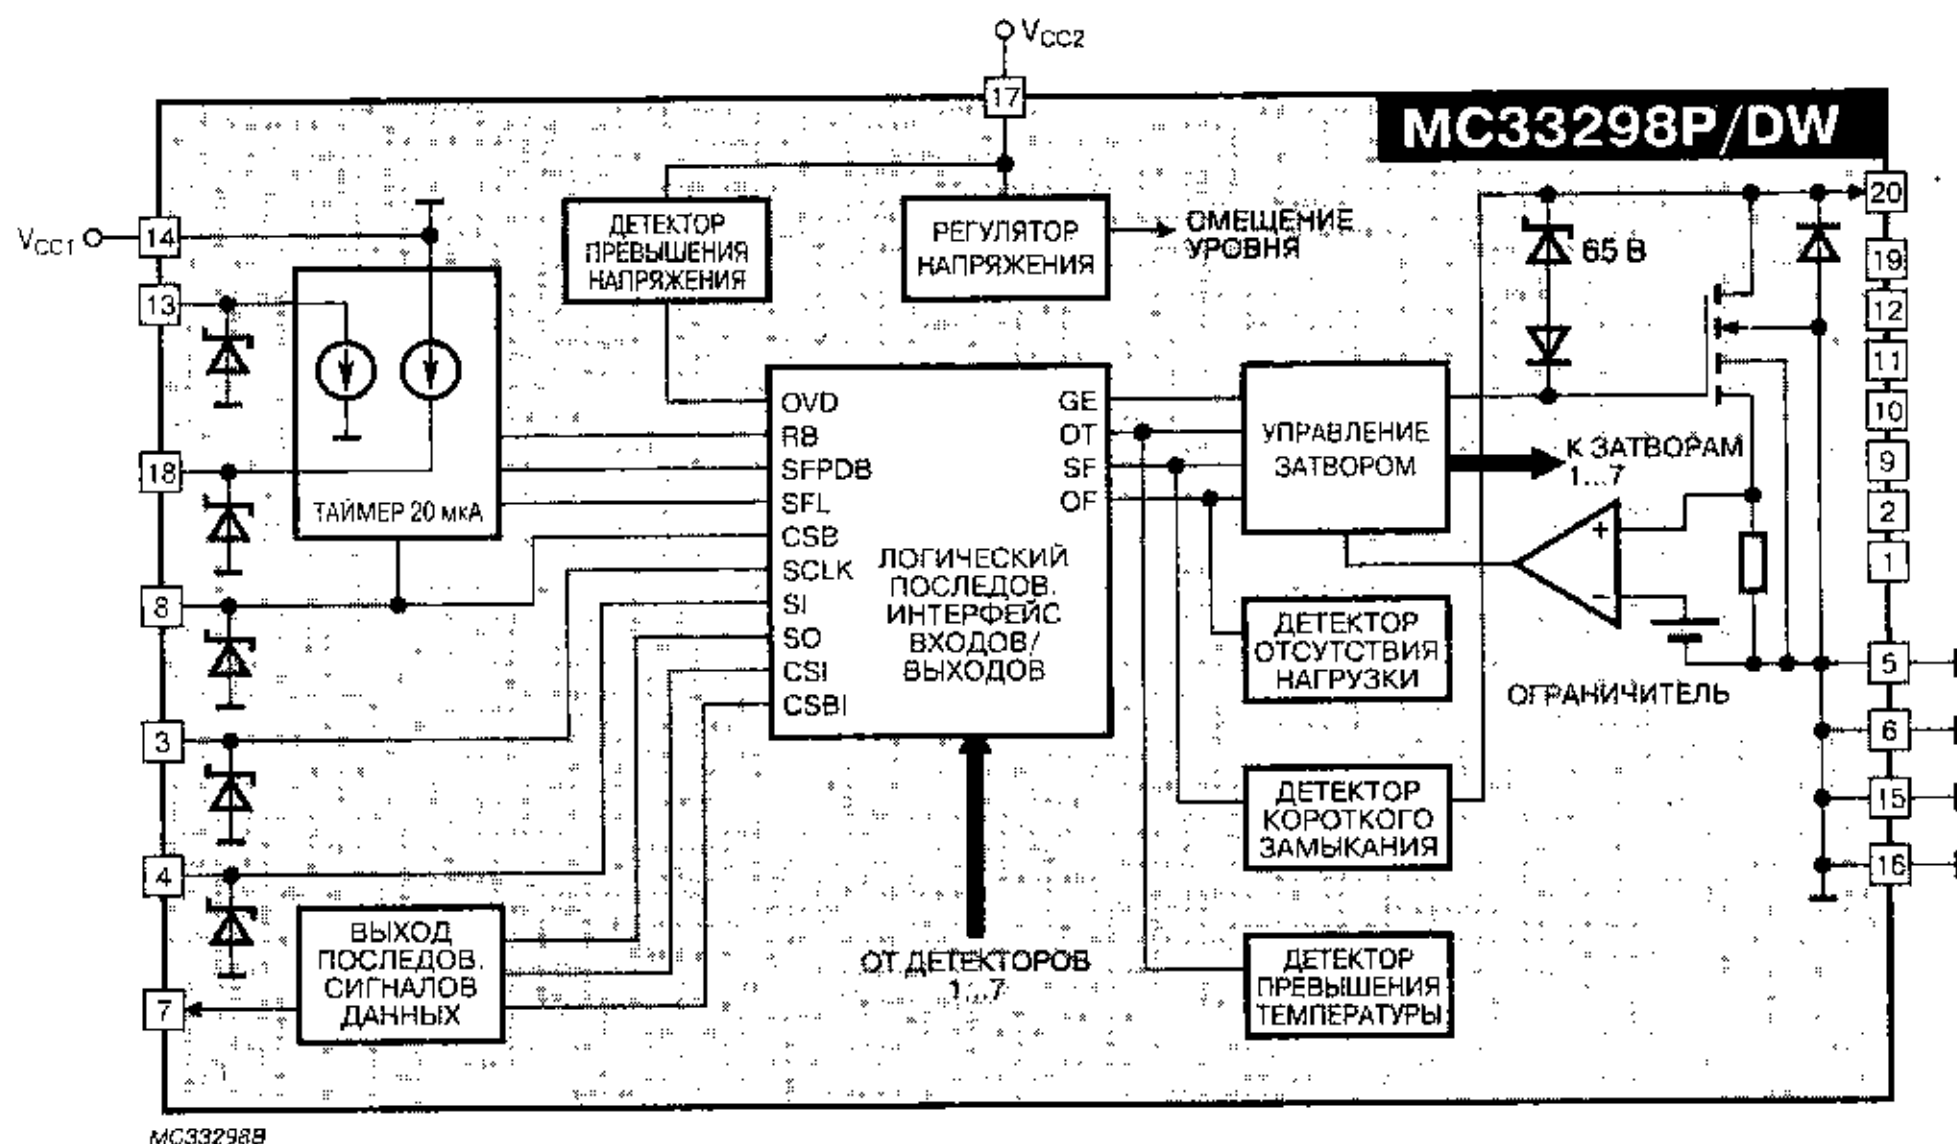 VCC2
17
MC33298P/DW
VCC1
14
13
18
8
3
4
7
ДЕТЕКТОР
ПРЕВЫШЕНИЯ
НАПРЯЖЕНИЯ
РЕГУЛЯТОР
НАПРЯЖЕНИЯ
СМЕЩЕНИЕ
УРОВНЯ
65 В
ТАЙМЕР 20 мкА
OVD
RB
SFPDB
SFL
CSB
SCLK
SI
SO
CSI
CSBI
GE
OT
SF
OF
ЛОГИЧЕСКИЙ
ПОСЛЕДОВ.
ИНТЕРФЕЙС
ВХОДОВ/
ВЫХОДОВ
УПРАВЛЕНИЕ
ЗАТВОРОМ
К ЗАТВОРАМ
1...7
+
–
ДЕТЕКТОР
ОТСУТСТВИЯ
НАГРУЗКИ
ОГРАНИЧИТЕЛЬ
ДЕТЕКТОР
КОРОТКОГО
ЗАМЫКАНИЯ
ДЕТЕКТОР
ПРЕВЫШЕНИЯ
ТЕМПЕРАТУРЫ
ОТ ДЕТЕКТОРОВ
1...7
ВЫХОД
ПОСЛЕДОВ.
СИГНАЛОВ
ДАННЫХ
20
19
12
11
10
9
2
1
5
6
15
16
MC33298B